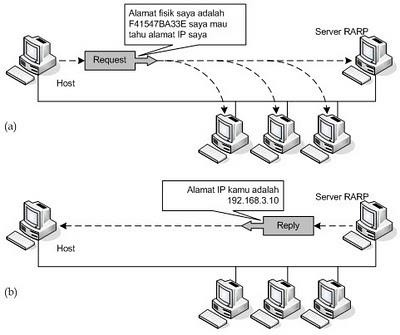 Alamat fisik saya adalah
F41547BA33E saya mau
tahu alamat IP saya
Server RARP
Request
Host
(a)
Alamat IP kamu adalah
192.168.3.10
Server RARP
Reply
Host
(b)